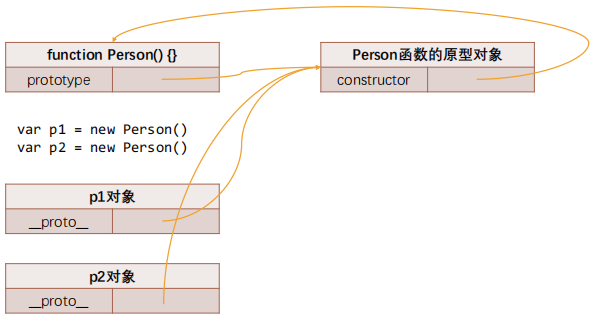 function Person() {}
prototype
Person函数的原型对象
constructor
var p1 = new Person()
var p2 = new Person()
p1对象
__proto__
p2对象
__proto__